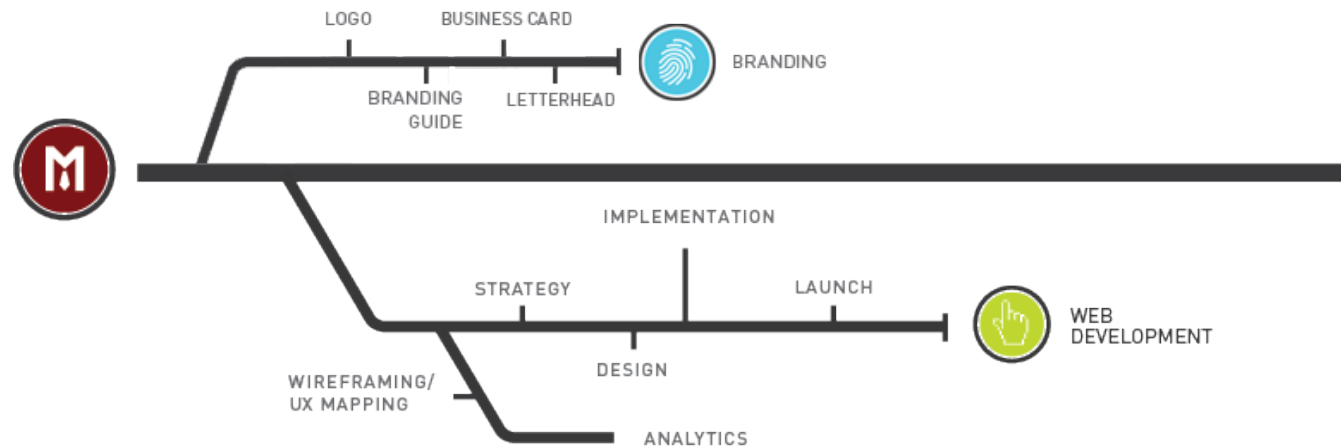 LOGO
BUSINESS CARD
BRANDING
BRANDING
GUIDE
LETTERHEAD
M
IMPLEMENTATION
STRATEGY
LAUNCH
WEB
DEVELOPMENT
DESIGN
WIREFRAMING/
UX MAPPING
ANALYTICS